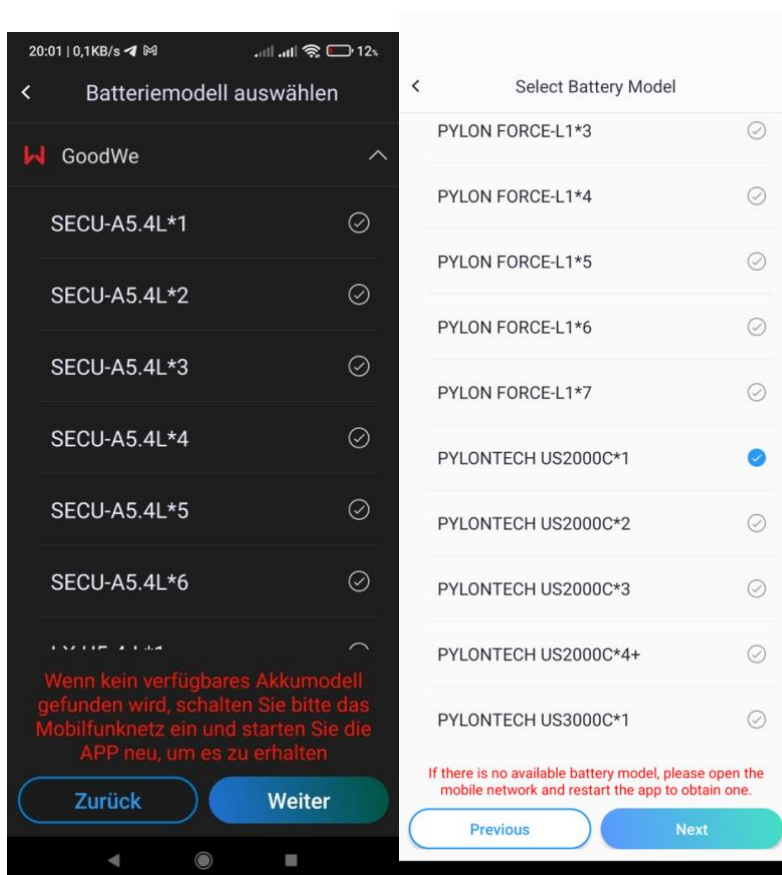 20:01 | 0,1KB/s
12%
Batteriemodell auswählen
GoodWe
SECU-A5.4L*1
SECU-A5.4L*2
SECU-A5.4L*3
SECU-A5.4L*4
SECU-A5.4L*5
SECU-A5.4L*6
Wenn kein verfügbares Akkumodell
gefunden wird, schalten Sie bitte das
Mobilfunknetz ein und starten Sie die
APP neu, um es zu erhalten
Zurück
Weiter
Select Battery Model
PYLON FORCE-L1*3
PYLON FORCE-L1*4
PYLON FORCE-L1*5
PYLON FORCE-L1*6
PYLON FORCE-L1*7
PYLONTECH US2000C*1
PYLONTECH US2000C*2
PYLONTECH US2000C*3
PYLONTECH US2000C*4+
PYLONTECH US3000C*1
If there is no available battery model, please open the
mobile network and restart the app to obtain one.
Previous
Next